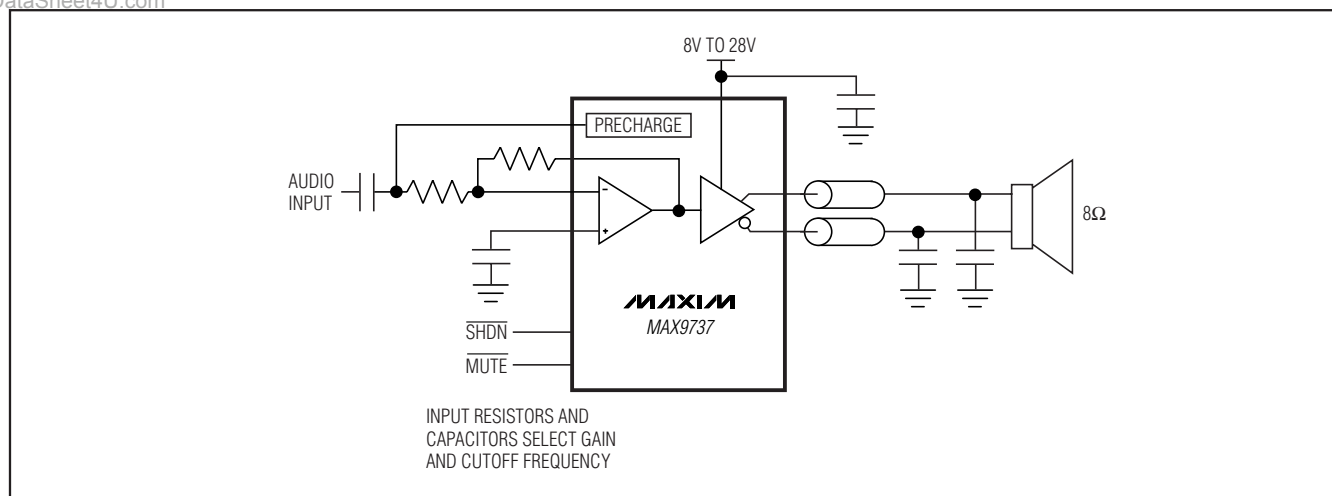 DataSheet4U.com
8V TO 28V
PRECHARGE
AUDIO
INPUT
-
+
8Ω
MAXIM
MAX9737
SHDN
MUTE
INPUT RESISTORS AND
CAPACITORS SELECT GAIN
AND CUTOFF FREQUENCY